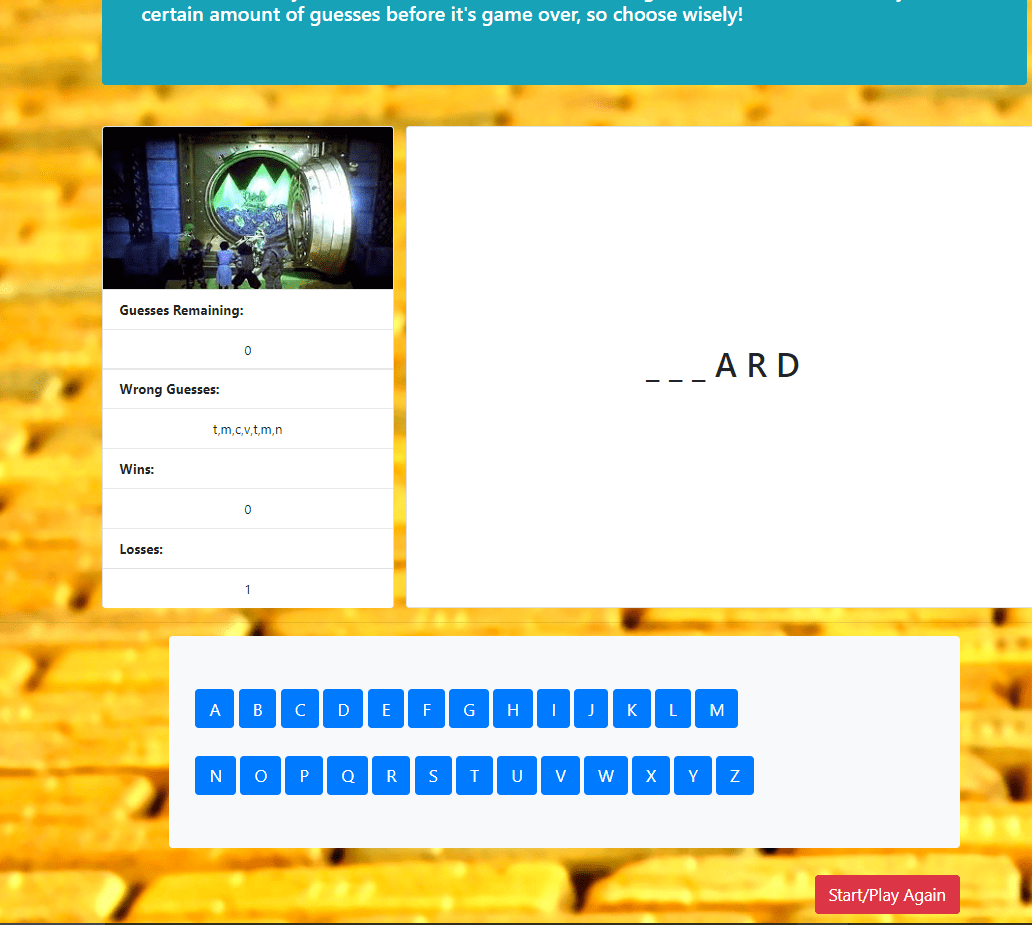 certain amount of guesses before it's game over, so choose wisely!
Guesses Remaining:
0
Wrong Guesses:
t,m,c,v,t,m,n
Wins:
0
Losses:
1
_ _ _ A R D
A B C D E F G H I J K L M
N O P Q R S T U V W X Y Z
Start/Play Again